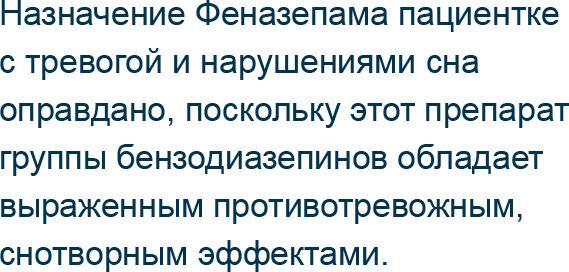 Назначение Феназепама пациентке
с тревогой и нарушениями сна
оправдано, поскольку этот препарат
группы бензодиазепинов обладает
выраженным противотревожным,
снотворным эффектами.